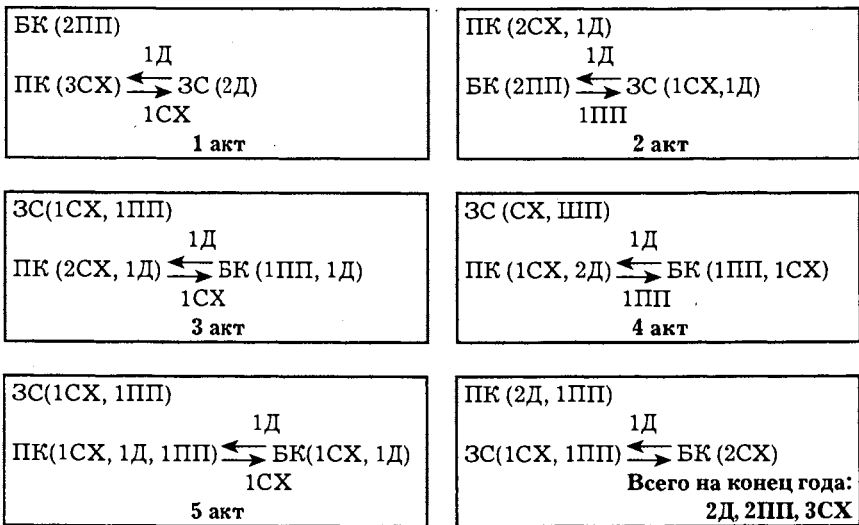 БК (2ПП)
1Д
ПК (3СХ) ЗС (2Д)
1СХ
1 акт
ПК (2СХ, 1Д)
1Д
БК (2ПП) ЗС (1СХ,1Д)
1ПП
2 акт
ЗС(1СХ, 1ПП)
1Д
ПК (2СХ, 1Д) БК (1ПП, 1Д)
1СХ
3 акт
ЗС (СХ, ШП)
1Д
ПК (1СХ, 2Д) БК (1ПП, 1СХ)
1ПП
4 акт
ЗС(1СХ, 1ПП)
1Д
ПК(1СХ, 1Д, 1ПП) БК(1СХ, 1Д)
1СХ
5 акт
ПК (2Д, 1ПП)
1Д
ЗС(1СХ, 1ПП) БК (2СХ)
Всего на конец года:
2Д, 2ПП, 3СХ